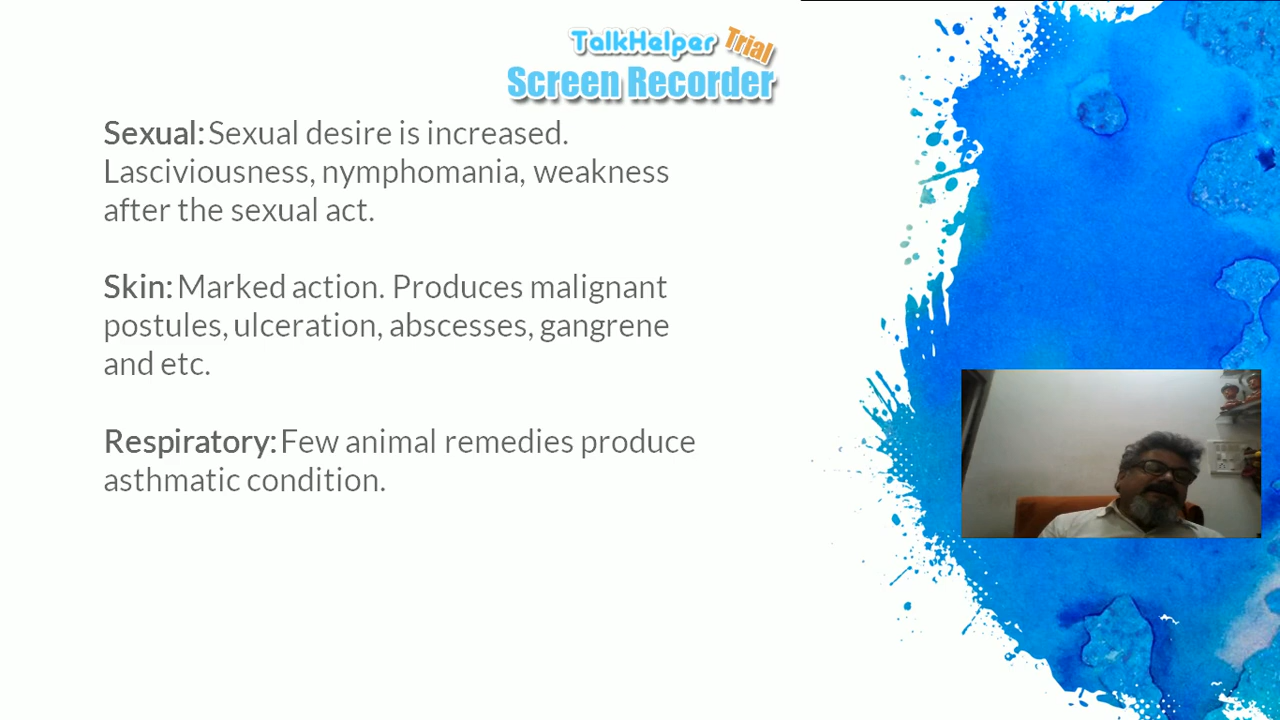 TalkHelper Trial
Screen Recorder
Sexual: Sexual desire is increased.
Lasciviousness, nymphomania, weakness
after the sexual act.
Skin: Marked action. Produces malignant
postules, ulceration, abscesses, gangrene
and etc.
Respiratory: Few animal remedies produce
asthmatic condition.